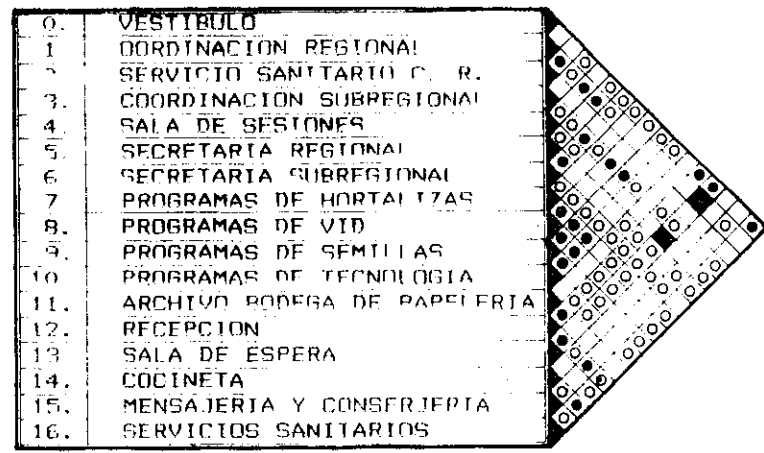 0. VESTIBULO
1 OORDINACION REGIONAL
2 SERVICIO SANITARIO C. R.
3. COORDINACION SUBREGIONAL
4. SALA DE SESIONES
5. SECRETARIA REGIONAL
6 SECRETARIA SUBREGIONAL
7 PROGRAMAS DE HORTALIZAS
8. PROGRAMAS DE VID
9. PROGRAMAS DE SEMILLAS
10 PROGRAMAS DE TECNOLOGIA
11. ARCHIVO BODEGA DE PAPELERIA
12. RECEPCION
13 SALA DE ESPERA
14. COCINETA
15. MENSAJERIA Y CONSERJERIA
16. SERVICIOS SANITARIOS